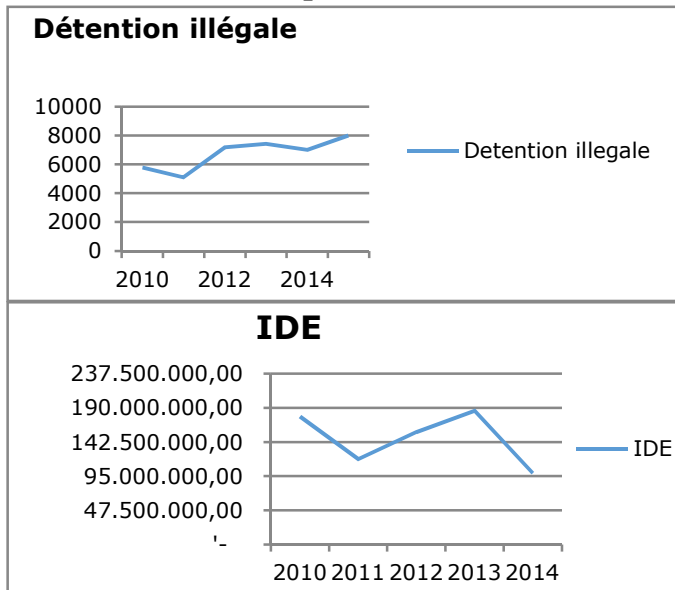 Détention illégale
10000
8000
6000
4000
2000
0
2010 2012 2014
Detention illegale
IDE
237.500.000,00
190.000.000,00
142.500.000,00
95.000.000,00
47.500.000,00
'-
2010 2011 2012 2013 2014
IDE